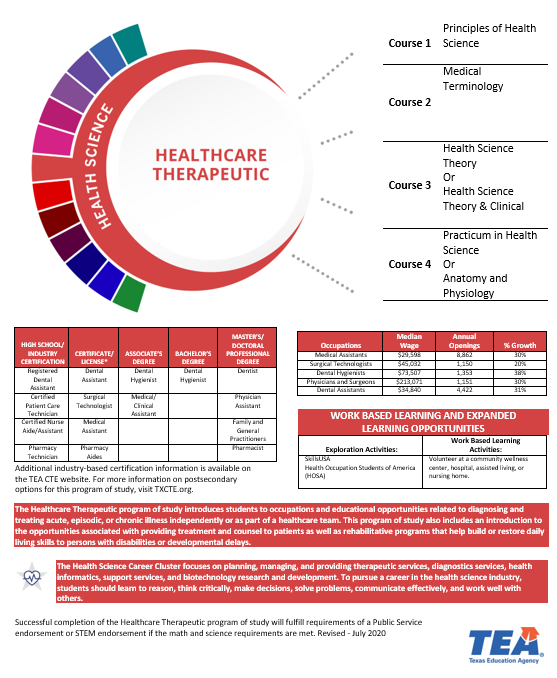 HEALTH SCIENCE
HEALTHCARE
THERAPEUTIC
Course 1
Principles of Health
Science
Course 2
Medical
Terminology
Course 3
Health Science
Theory
Or
Health Science
Theory & Clinical
Course 4
Practicum in Health
Science
Or
Anatomy and
Physiology
HIGH SCHOOL/
INDUSTRY
CERTIFICATION
CERTIFICATE/
LICENSE*
ASSOCIATE'S
DEGREE
BACHELOR'S
DEGREE
MASTER'S/
DOCTORAL
PROFESSIONAL
DEGREE
Registered
Dental
Assistant
Dental
Assistant
Dental
Hygienist
Dental
Hygienist
Dentist
Certified
Patient Care
Technician
Surgical
Technologist
Medical/
Clinical
Assistant
Physician
Assistant
Certified Nurse
Aide/Assistant
Medical
Assistant
Family and
General
Practitioners
Pharmacy
Technician
Pharmacy
Aides
Pharmacist
Additional industry-based certification information is available on
the TEA CTE website. For more information on postsecondary
options for this program of study, visit TXCTE.org.
Occupations Median Wage Annual Openings % Growth
Medical Assistants $29,598 8,862 30%
Surgical Technologists $45,032 1,150 20%
Dental Hygienists $73,507 1,353 38%
Physicians and Surgeons $213,071 1,151 30%
Dental Assistants $34,840 4,422 31%
WORK BASED LEARNING AND EXPANDED
LEARNING OPPORTUNITIES
Exploration Activities:
Work Based Learning
Activities:
SkillsUSA
Health Occupation Students of America
(HOSA)
Volunteer at a community wellness
center, hospital, assisted living, or
nursing home.
The Healthcare Therapeutic program of study introduces students to occupations and educational opportunities related to diagnosing and
treating acute, episodic, or chronic illness independently or as part of a healthcare team. This program of study also includes an introduction to
the opportunities associated with providing treatment and counsel to patients as well as rehabilitative programs that help build or restore daily
living skills to persons with disabilities or developmental delays.
The Health Science Career Cluster focuses on planning, managing, and providing therapeutic services, diagnostics services, health
informatics, support services, and biotechnology research and development. To pursue a career in the health science industry,
students should learn to reason, think critically, make decisions, solve problems, communicate effectively, and work well with
others.
Successful completion of the Healthcare Therapeutic program of study will fulfill requirements of a Public Service
endorsement or STEM endorsement if the math and science requirements are met. Revised - July 2020
TEA
Texas Education Agency